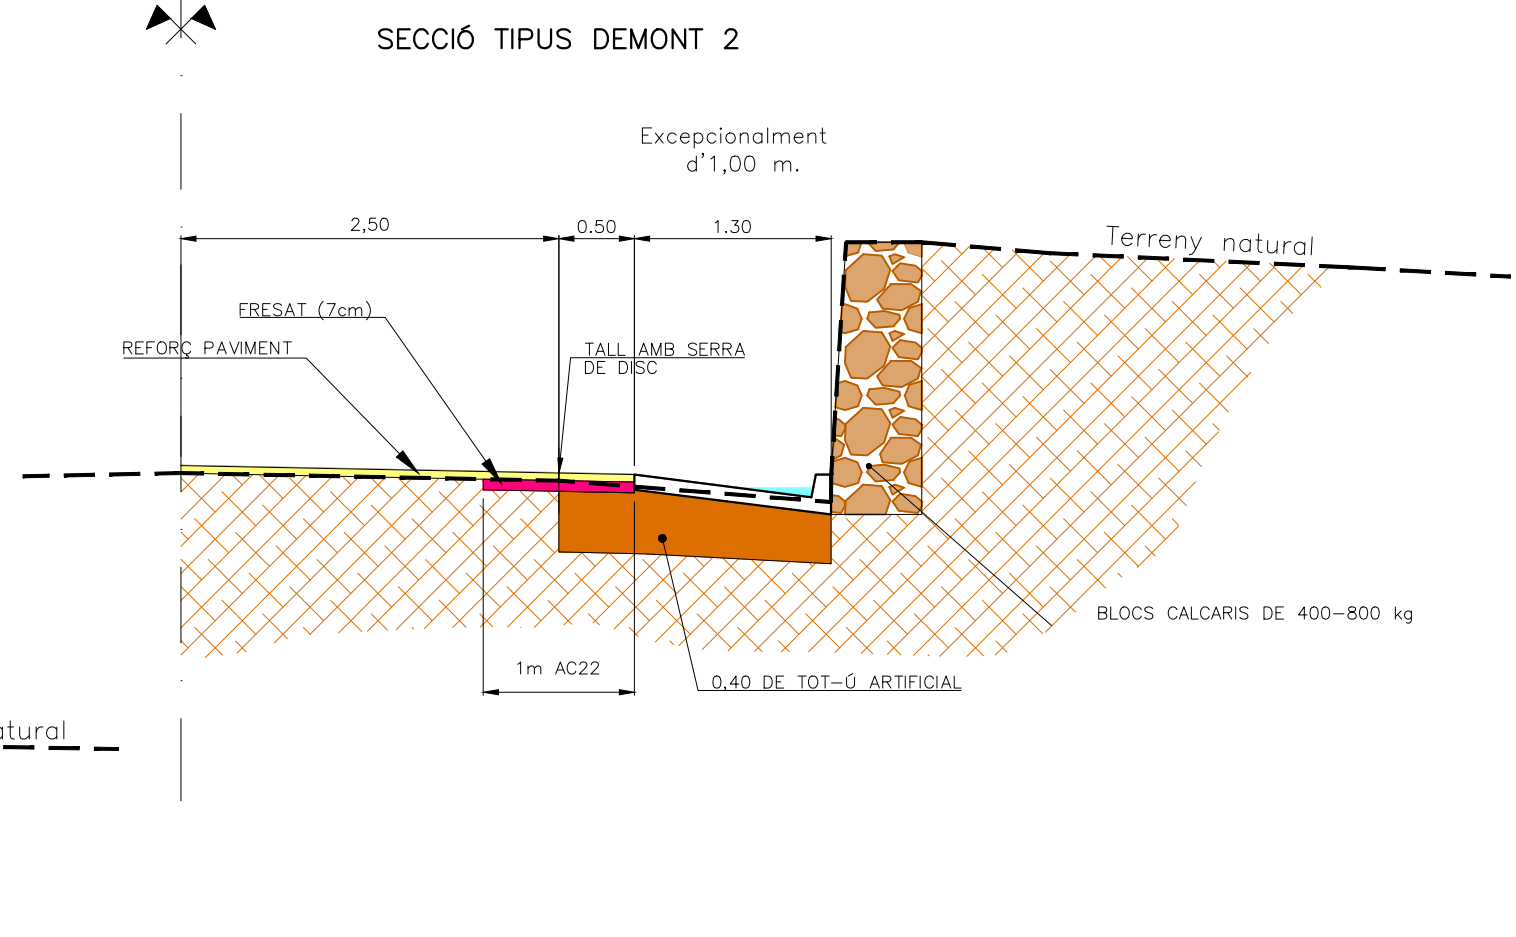 SECCIÓ TIPUS DEMONT 2
Excepcionalment
d'1,00 m.
2,50
0.50
1.30
Terreny natural
FRESAT (7cm)
REFORÇ PAVIMENT
TALL AMB SERRA
DE DISC
BLOCS CALCARIS DE 400-800 kg
1m AC22
0,40 DE TOT-Ú ARTIFICIAL
atural